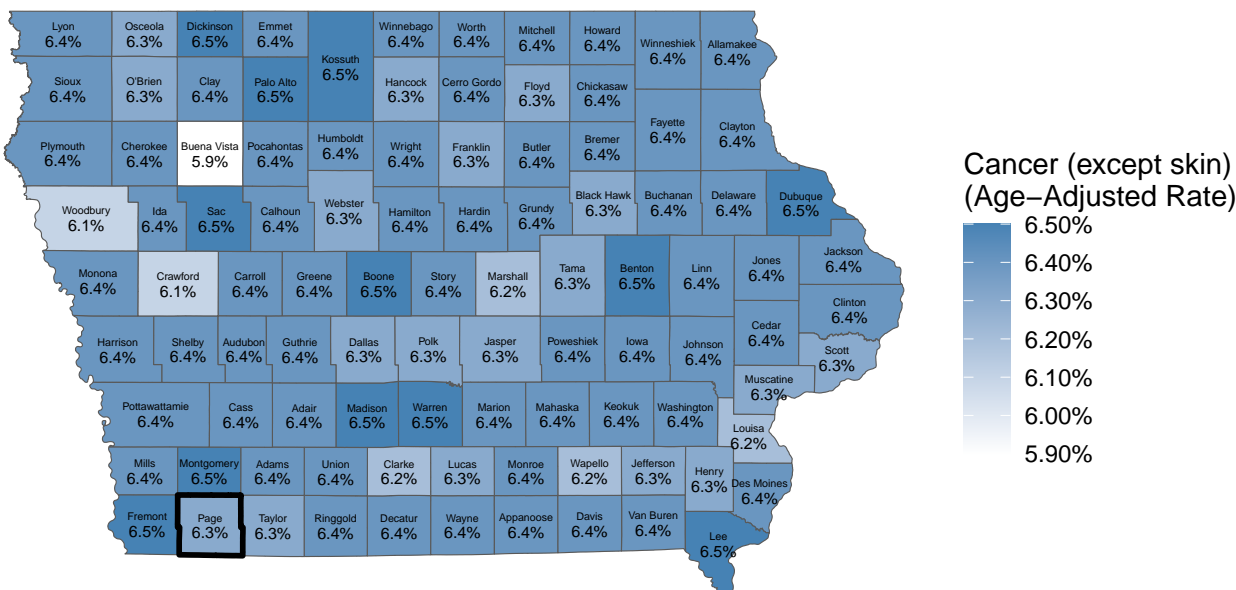 Lyon Osceola Dickinson Emmet Winnebago Worth Mitchell Howard
6.4% 6.3% 6.5% 6.4% 6.4% 6.4% 6.4% 6.4%
Winneshiek Allamakee
6.4% 6.4%
Kossuth
6.5%
Sioux O'Brien Clay Palo Alto Hancock Cerro Gordo Floyd Chickasaw
6.4% 6.3% 6.4% 6.5% 6.3% 6.4% 6.3% 6.4%
Fayette Clayton
6.4% 6.4%
Plymouth Cherokee Buena Vista Pocahontas Humboldt Wright Franklin Butler Bremer
6.4% 6.4% 5.9% 6.4% 6.4% 6.4% 6.3% 6.4% 6.4%
Woodbury Ida Sac Calhoun Webster Hamilton Hardin Grundy Black Hawk Buchanan Delaware Dubuque
6.1% 6.4% 6.5% 6.4% 6.3% 6.4% 6.4% 6.4% 6.3% 6.4% 6.4% 6.5%
Monona Crawford Carroll Greene Boone Story Marshall Tama Benton Linn Jones Jackson
6.4% 6.1% 6.4% 6.4% 6.5% 6.4% 6.2% 6.3% 6.5% 6.4% 6.4% 6.4%
Clinton
6.4%
Cedar
6.4%
Harrison Shelby Audubon Guthrie Dallas Polk Jasper Poweshiek Iowa Johnson Scott
6.4% 6.4% 6.4% 6.4% 6.3% 6.3% 6.3% 6.4% 6.4% 6.4% 6.3%
Muscatine
6.3%
Pottawattamie Cass Adair Madison Warren Marion Mahaska Keokuk Washington
6.4% 6.4% 6.4% 6.5% 6.5% 6.4% 6.4% 6.4% 6.4%
Louisa
6.2%
Mills Montgomery Adams Union Clarke Lucas Monroe Wapello Jefferson Henry Des Moines
6.4% 6.5% 6.4% 6.4% 6.2% 6.3% 6.4% 6.2% 6.3% 6.3% 6.4%
Fremont Page Taylor Ringgold Decatur Wayne Appanoose Davis Van Buren Lee
6.5% 6.3% 6.3% 6.4% 6.4% 6.4% 6.4% 6.4% 6.4% 6.5%
Cancer (except skin)
(Age−Adjusted Rate)
6.50%
6.40%
6.30%
6.20%
6.10%
6.00%
5.90%